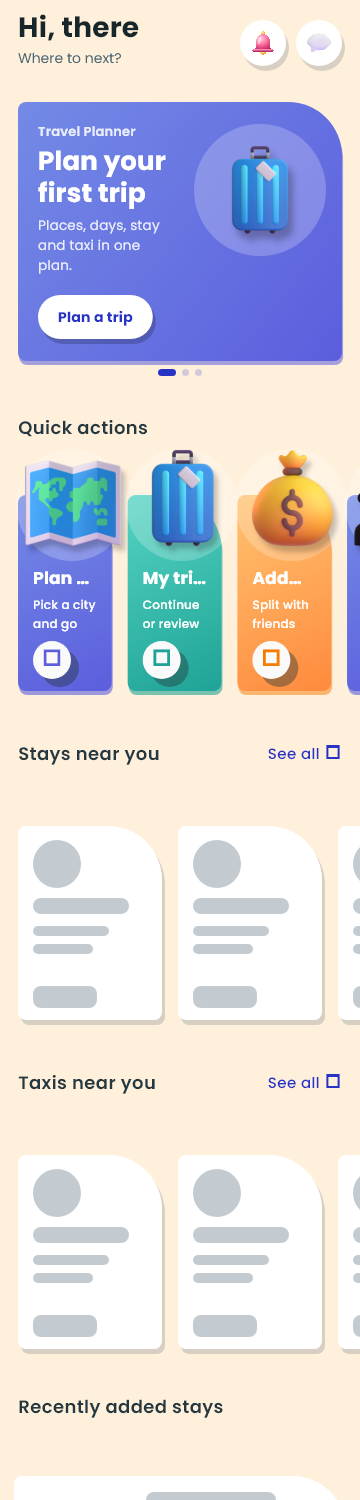 Hi, there
Where to next?
Travel Planner
Plan your
first trip
Places, days, stay
and taxi in one
plan.
Plan a trip
Quick actions
Plan ...
Pick a city
and go
My tri...
Continue
or review
$
Add...
Split with
friends
Stays near you
See all
Taxis near you
See all
Recently added stays